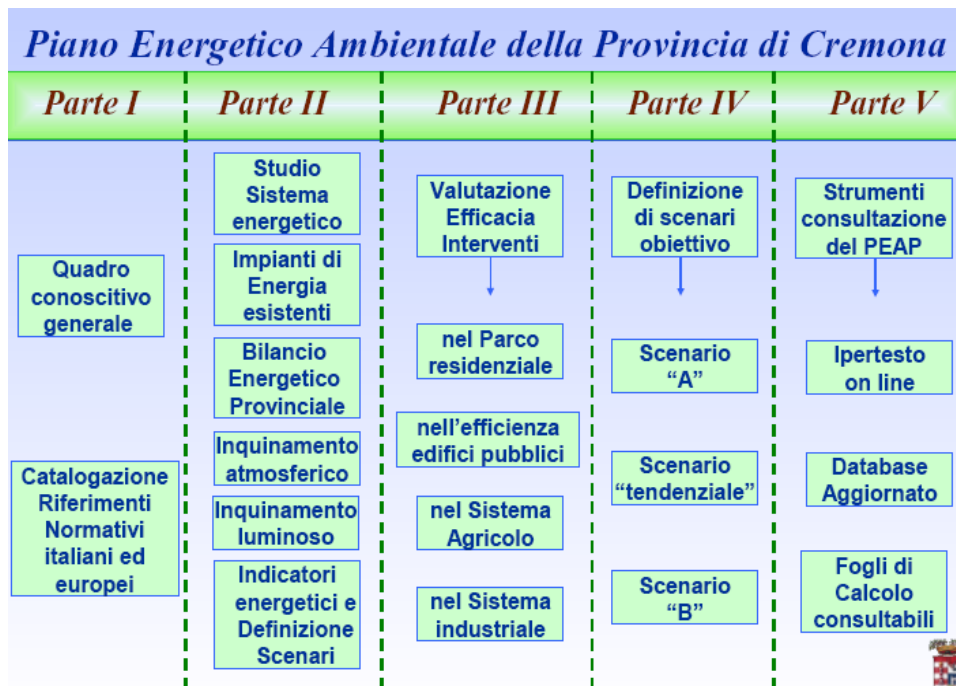 Piano Energetico Ambientale della Provincia di Cremona
Parte I
Parte II
Parte III
Parte IV
Parte V
Quadro
conoscitivo
generale
Catalogazione
Riferimenti
Normativi
italiani ed
europei
Studio
Sistema
energetico
Impianti di
Energia
esistenti
Bilancio
Energetico
Provinciale
Inquinamento
atmosferico
Inquinamento
luminoso
Indicatori
energetici e
Definizione
Scenari
Valutazione
Efficacia
Interventi
nel Parco
residenziale
nell'efficienza
edifici pubblici
nel Sistema
Agricolo
nel Sistema
industriale
Definizione
di scenari
obiettivo
Scenario
“A”
Scenario
“tendenziale”
Scenario
“B”
Strumenti
consultazione
del PEAP
Ipertesto
on line
Database
Aggiornato
Fogli di
Calcolo
consultabili